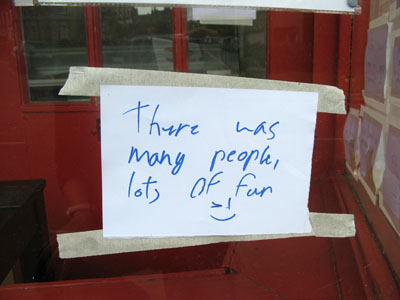 There was
many people,
lots of fun